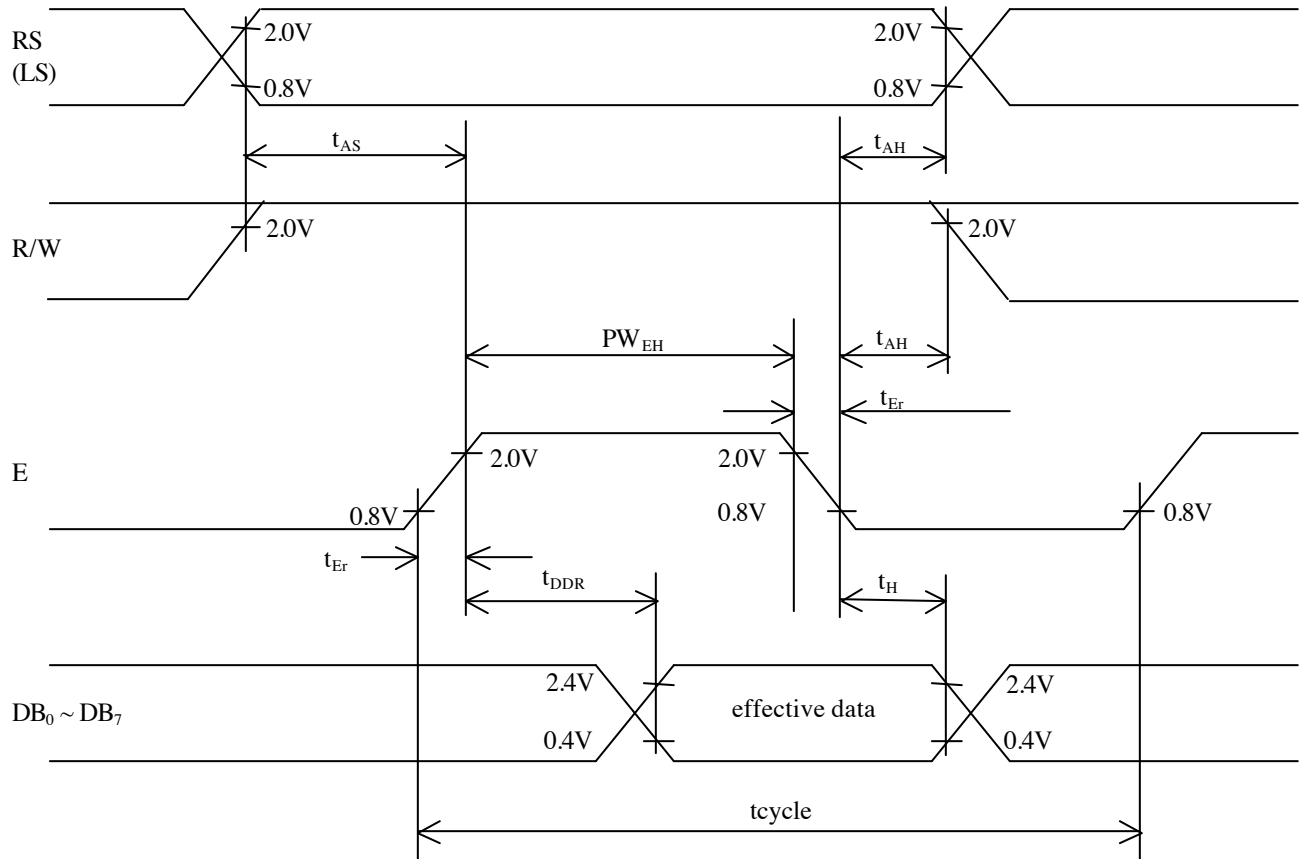 RS
(LS)
2.0V
0.8V
2.0V
0.8V
tAS
tAH
R/W
2.0V
2.0V
PWEH
tAH
tEr
E
2.0V
2.0V
0.8V
0.8V
0.8V
tEr
tDDR
tH
DB0 ~ DB7
2.4V
0.4V
effective data
2.4V
0.4V
tcycle